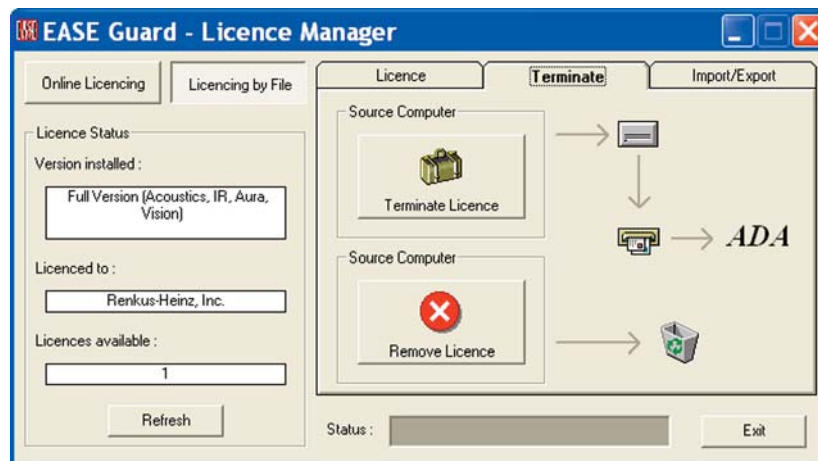 EASE Guard - Licence Manager
Online Licencing
Licencing by File
Licence Status
Version installed :
Full Version (Acoustics, IR, Aura,
Vision)
Licenced to :
Renkus-Heinz, Inc.
Licences available :
1
Refresh
Licence
Terminate
Import/Export
Source Computer
Terminate Licence
ADA
Source Computer
Remove Licence
Status :
Exit